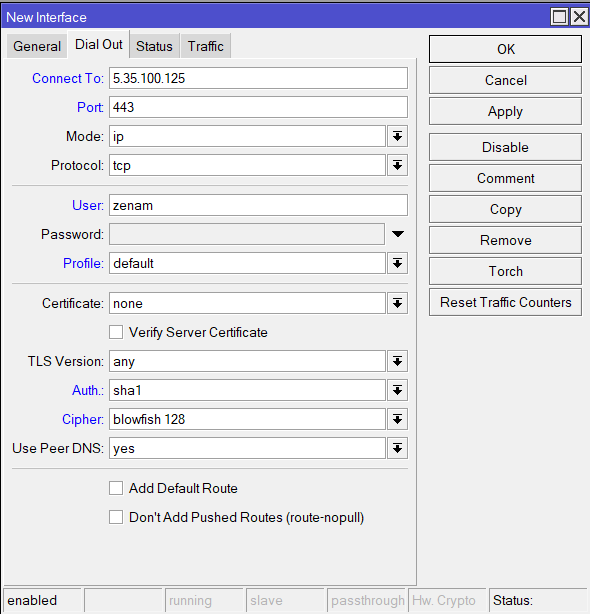 New Interface
General Dial Out Status Traffic
Connect To: 5.35.100.125
Port: 443
Mode: ip
Protocol: tcp
User: zenam
Password:
Profile: default
Certificate: none
Verify Server Certificate
TLS Version: any
Auth.: sha1
Cipher: blowfish 128
Use Peer DNS: yes
Add Default Route
Don't Add Pushed Routes (route-nopull)
OK
Cancel
Apply
Disable
Comment
Copy
Remove
Torch
Reset Traffic Counters
enabled running slave passthrough Hw. Crypto Status: